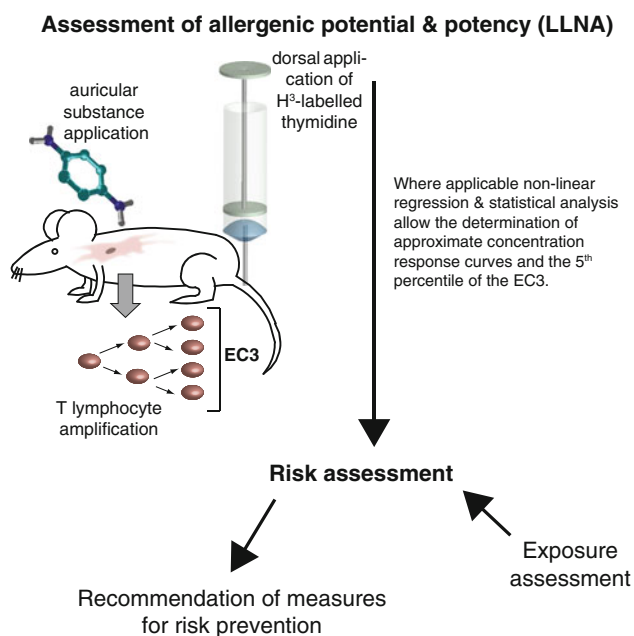 Assessment of allergenic potential & potency (LLNA)
auricular
substance
application
dorsal appli-
cation of
H³-labelled
thymidine
Where applicable non-linear
regression & statistical analysis
allow the determination of
approximate concentration
response curves and the 5th
percentile of the EC3.
EC3
T lymphocyte
amplification
Risk assessment
Exposure
assessment
Recommendation of measures
for risk prevention